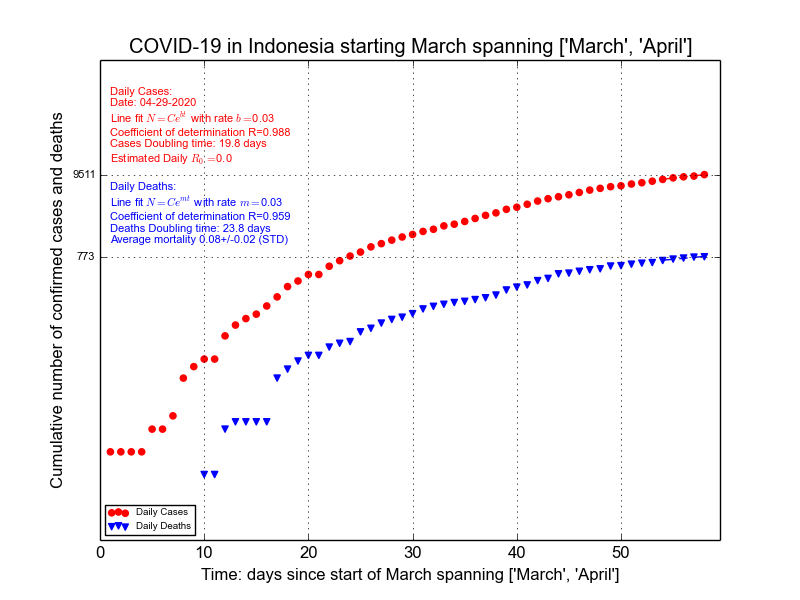 COVID-19 in Indonesia starting March spanning ['March', 'April']
Daily Cases:
Date: 04-29-2020
Line fit N = Ce^{bt} with rate b =0.03
Coefficient of determination R=0.988
Cases Doubling time: 19.8 days
Estimated Daily R_0 =0.0
Daily Deaths:
Line fit N = Ce^{mt} with rate m =0.03
Coefficient of determination R=0.959
Deaths Doubling time: 23.8 days
Average mortality 0.08+/-0.02 (STD)
9511
773
Cumulative number of confirmed cases and deaths
Daily Cases
Daily Deaths
0 10 20 30 40 50
Time: days since start of March spanning ['March', 'April']